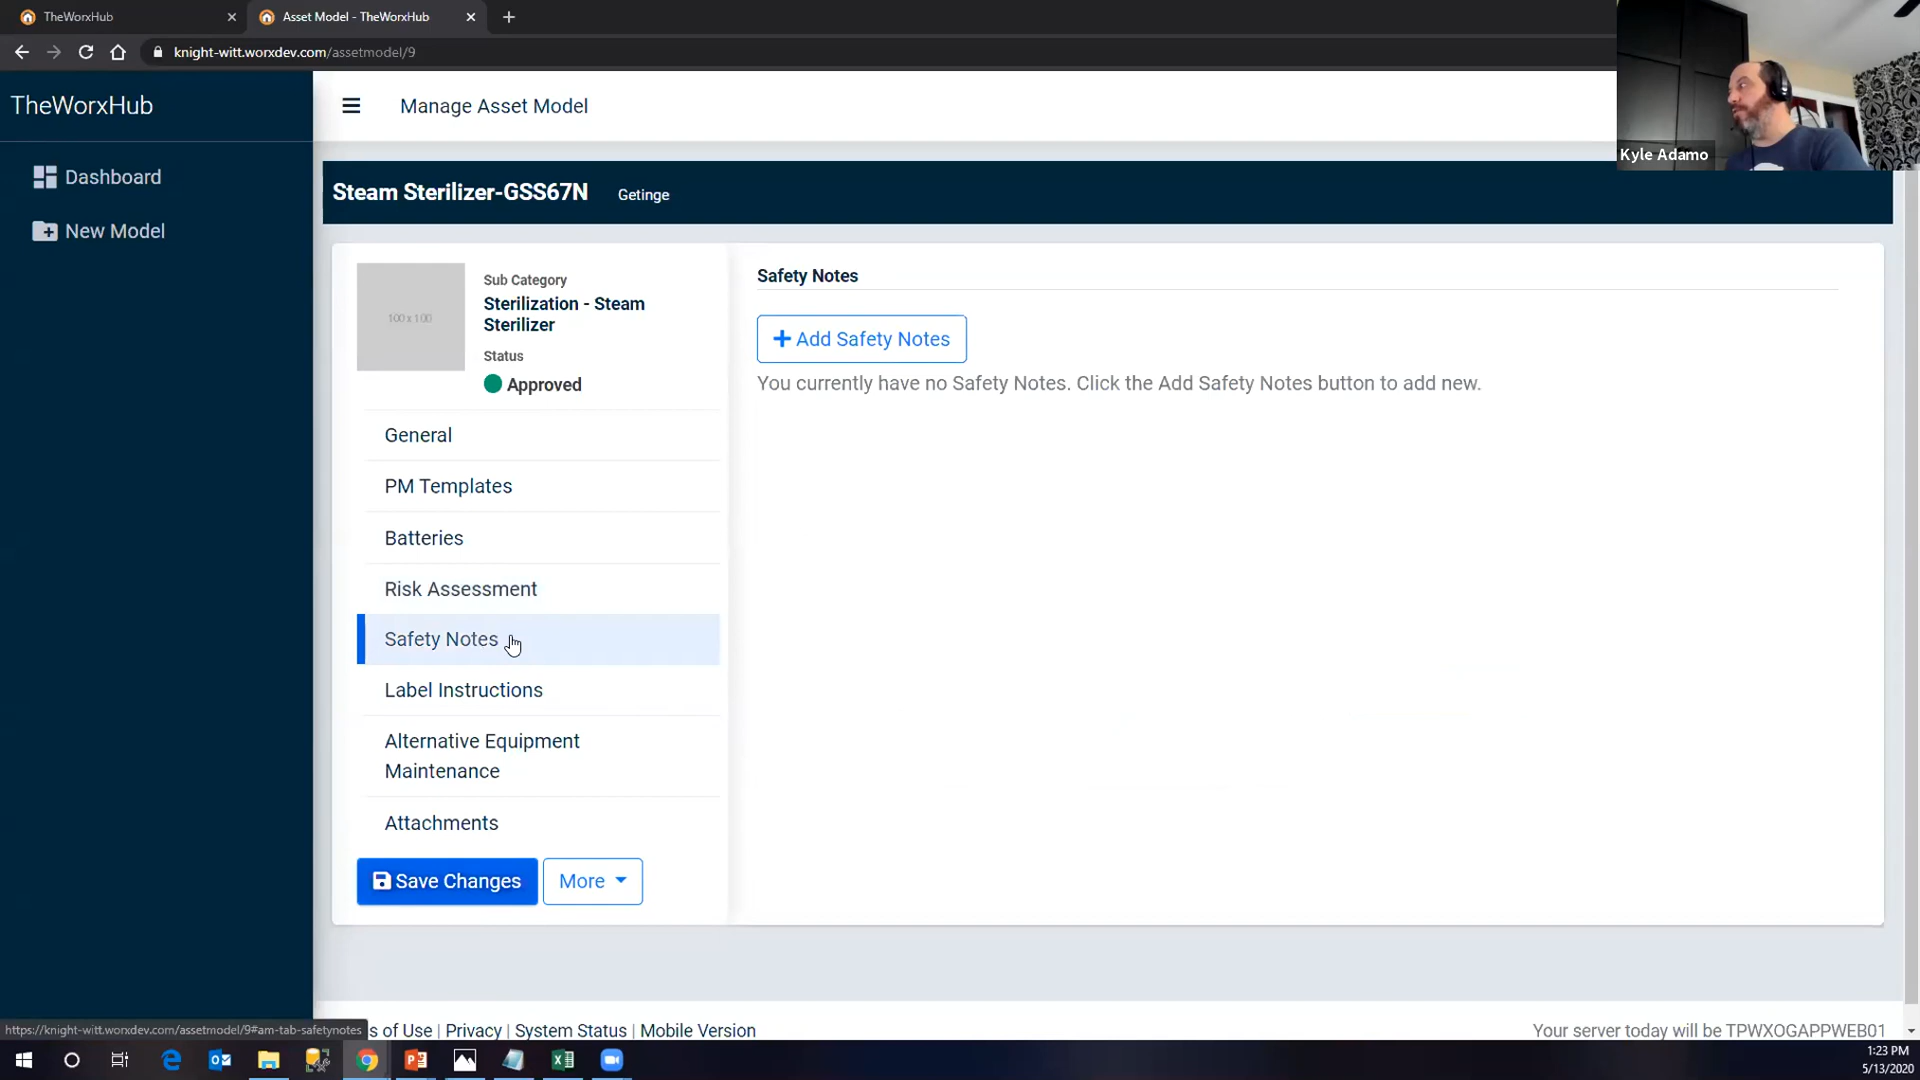 TheWorxHub
Asset Model - TheWorxHub
knight-witt.worxdev.com/assetmodel/9
Kyle Adamo
TheWorxHub
Dashboard
New Model
Manage Asset Model
Steam Sterilizer-GSS67N Getinge
100 x 100
Sub Category
Sterilization - Steam
Sterilizer
Status
Approved
General
PM Templates
Batteries
Risk Assessment
Safety Notes
Label Instructions
Alternative Equipment
Maintenance
Attachments
Save Changes
More
Safety Notes
Add Safety Notes
You currently have no Safety Notes. Click the Add Safety Notes button to add new.
https://knight-witt.worxdev.com/assetmodel/9#am-tab-safetynotes
s of Use | Privacy | System Status | Mobile Version
Your server today will be TPWXOGAPPWEB01
1:23 PM
5/13/2020